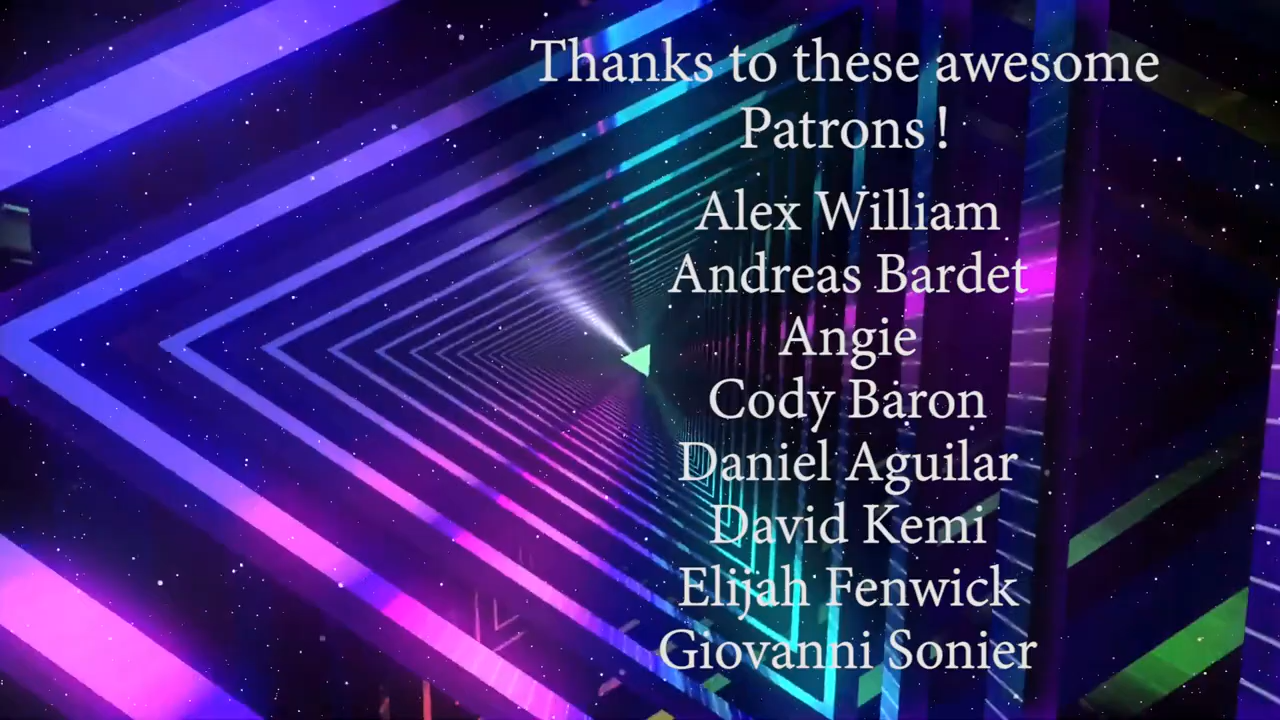 Thanks to these awesome
Patrons!
Alex William
Andreas Bardet
Angie
Cody Baron
Daniel Aguilar
David Kemi
Elijah Fenwick
Giovanni Sonier